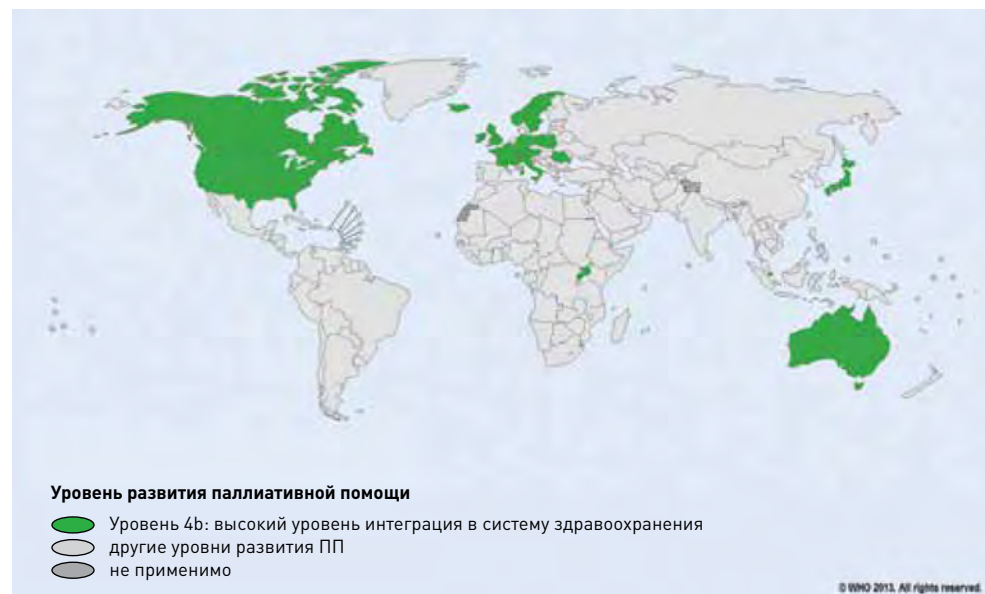 Уровень развития паллиативной помощи
Уровень 4b: высокий уровень интеграция в систему здравоохранения
другие уровни развития ПП
не применимо
© WHO 2013. All rights reserved.